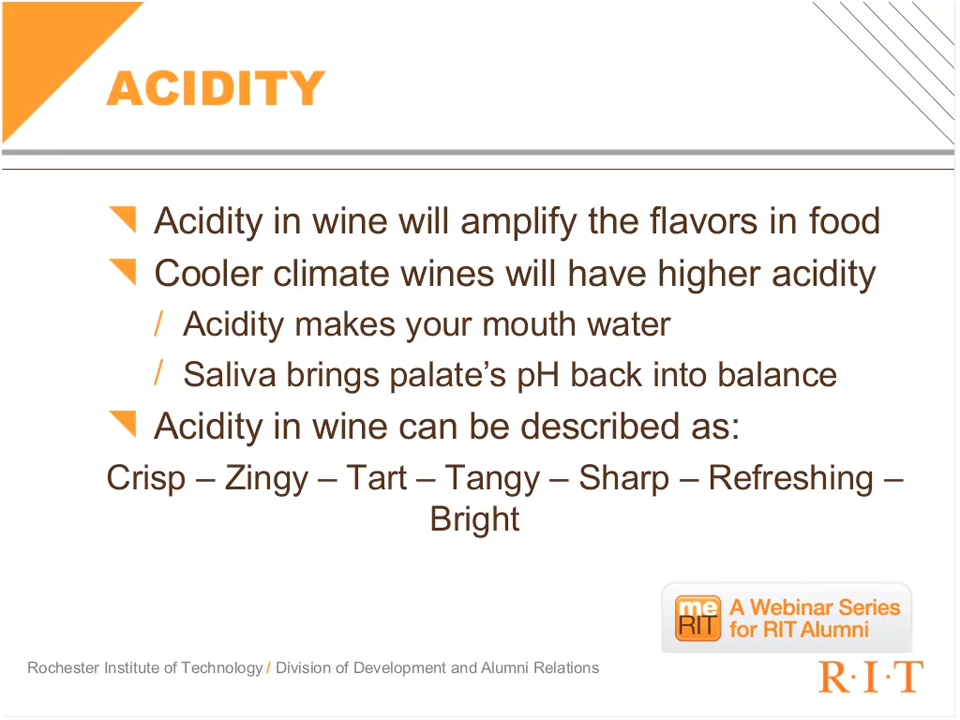 ACIDITY
Acidity in wine will amplify the flavors in food
Cooler climate wines will have higher acidity
/ Acidity makes your mouth water
/ Saliva brings palate’s pH back into balance
Acidity in wine can be described as:
Crisp – Zingy – Tart – Tangy – Sharp – Refreshing –
Bright
me
RIT
A Webinar Series
for RIT Alumni
Rochester Institute of Technology / Division of Development and Alumni Relations
R·I·T